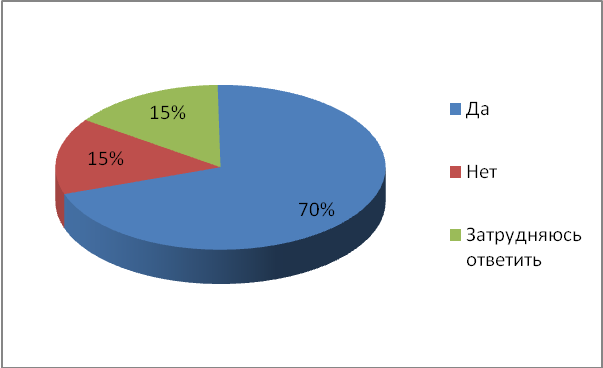 15%
15%
70%
Да
Нет
Затрудняюсь
ответить